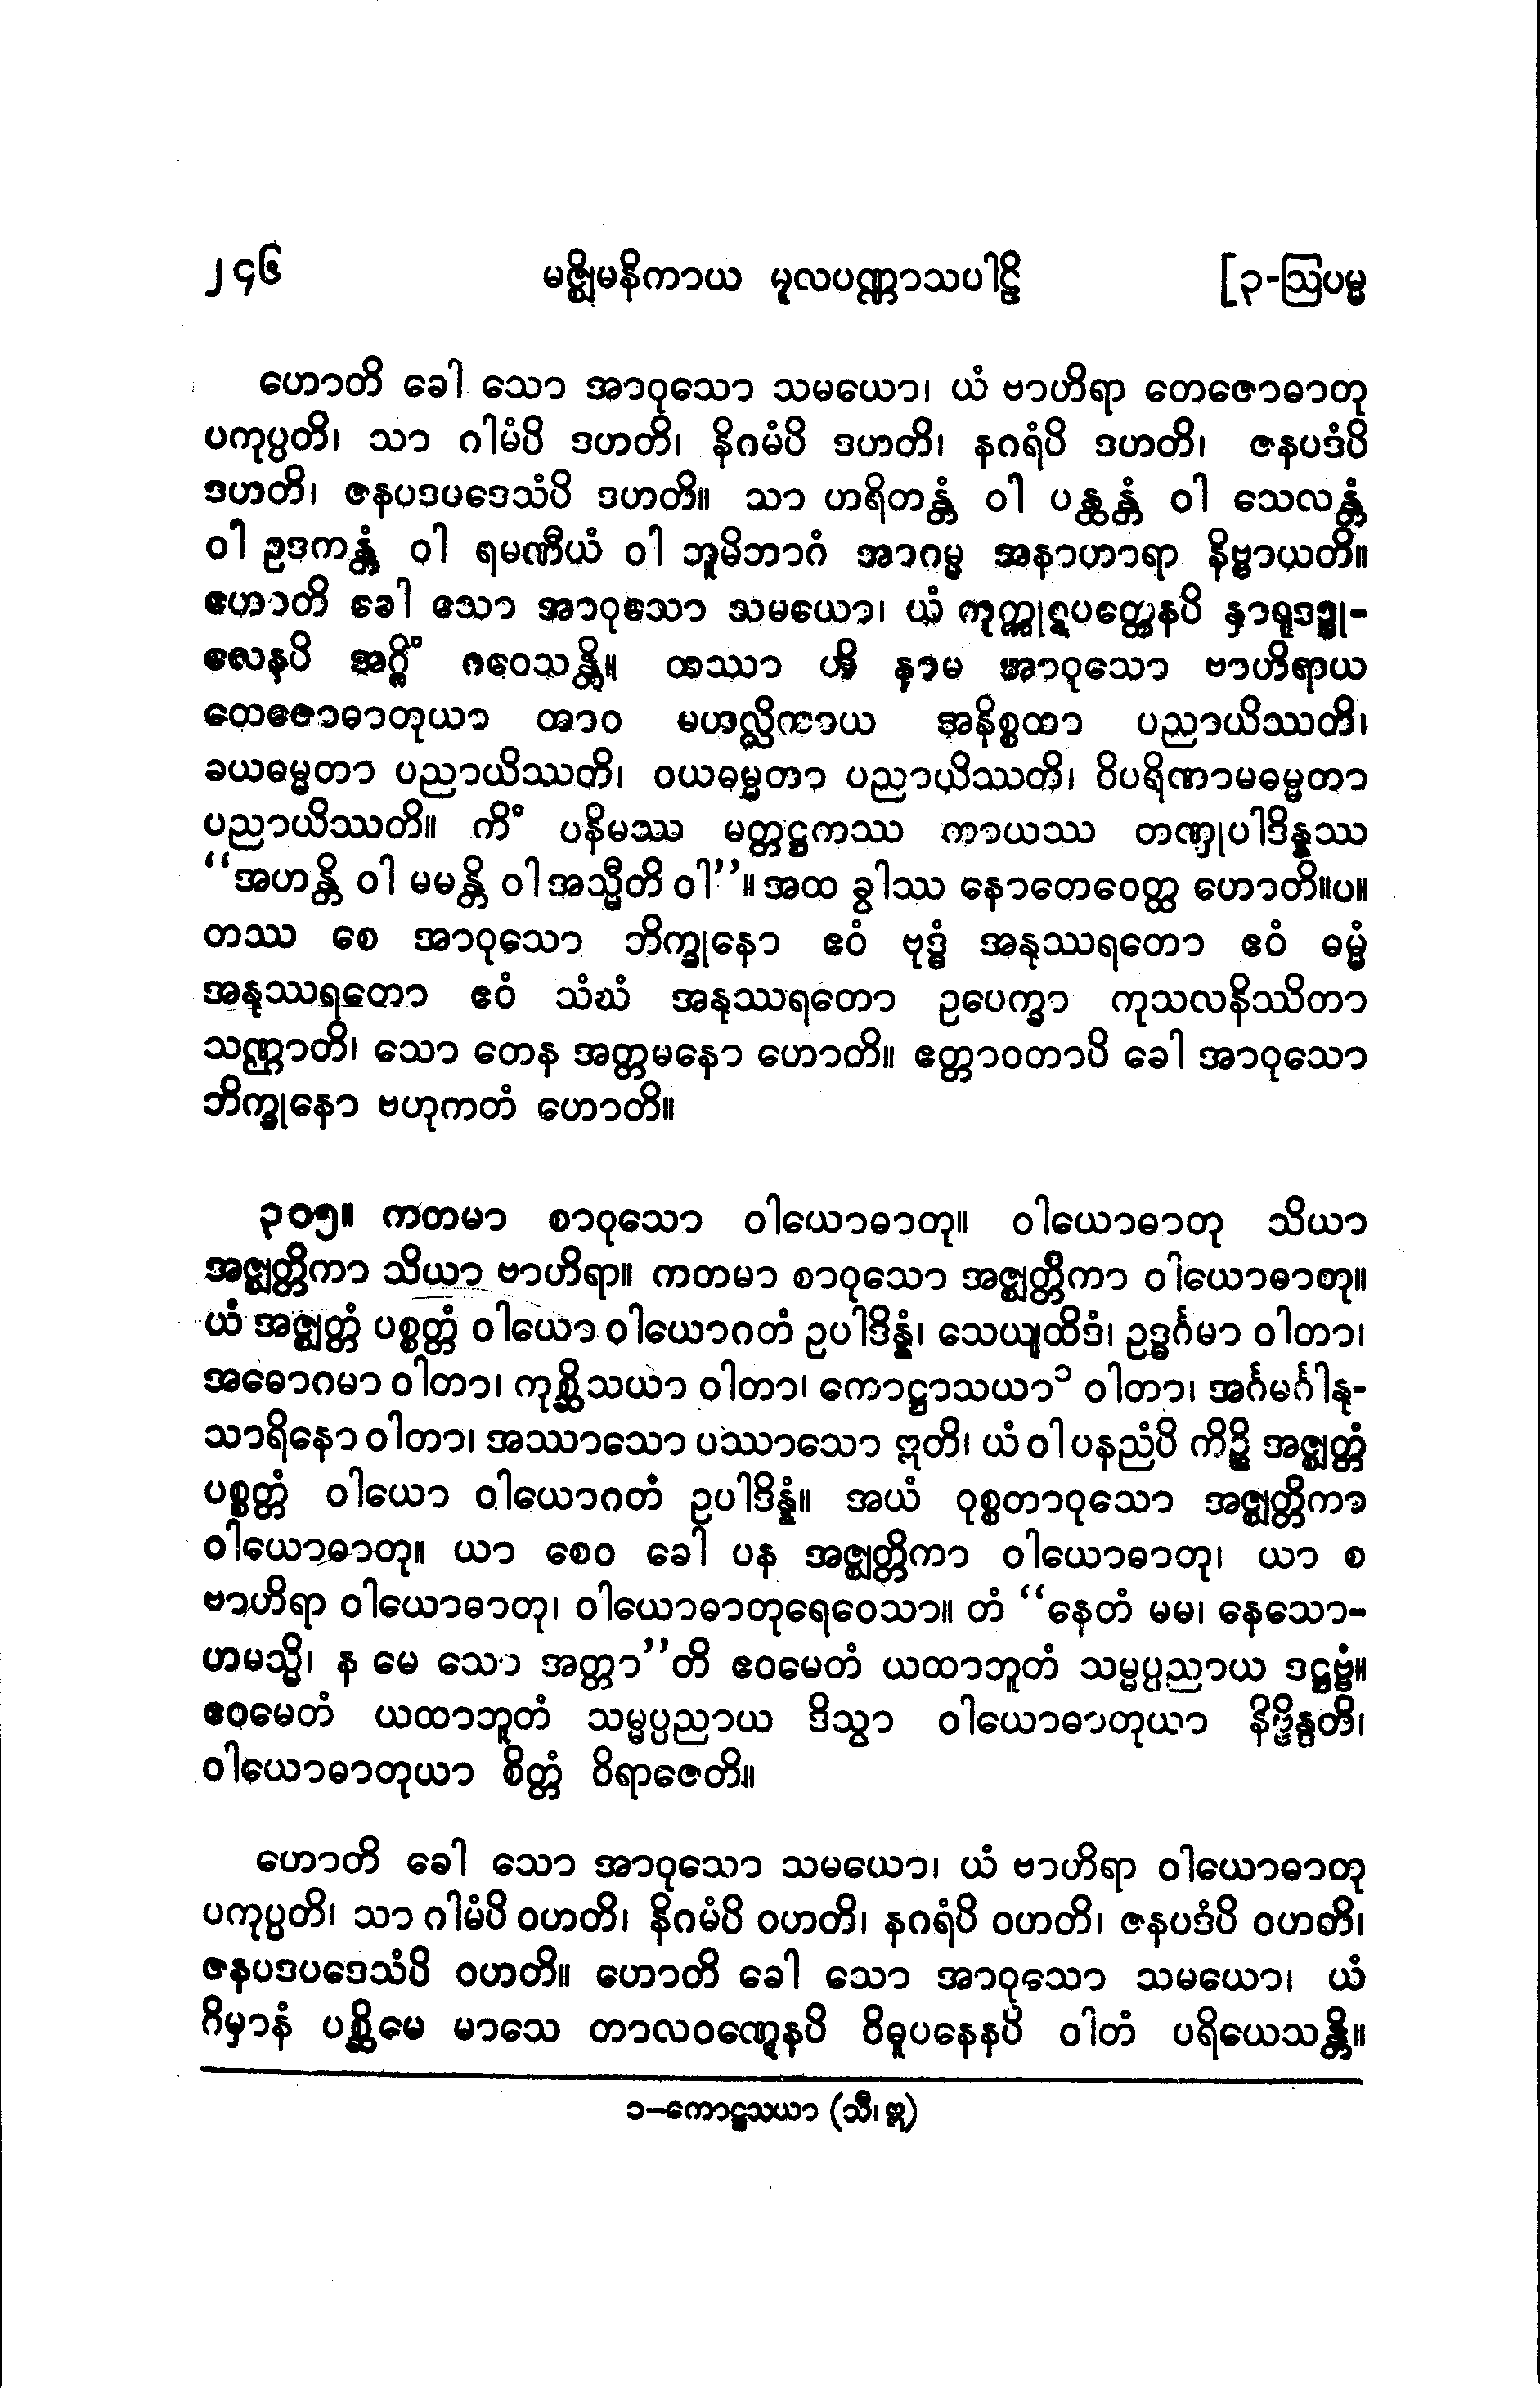 ၂၄၆ မဇ္ဈိမနိကာယ မူလပဏ္ဏာသပါဠိ [၃-ဩပမ္မ
ဟောတိ ခေါ သော အာဝုသော သမယော၊ ယံ ဗာဟိရာ တေဇောဓာတု
ပကုပ္ပတိ၊ သာ ဂါမံပိ ဒဟတိ၊ နိဂမံပိ ဒဟတိ၊ နဂရံပိ ဒဟတိ၊ ဇနပဒံပိ
ဒဟတိ၊ ဇနပဒပဒေသံပိ ဒဟတိ။ သာ ဟရိတန္တံ ဝါ ပန္ထန္တံ ဝါ သေလန္တံ
ဝါ ဥဒကန္တံ ဝါ ရမဏီယံ ဝါ ဘူမိဘာဂံ အာဂမ္မ အနာဟာရာ နိဗ္ဗာယတိ။
ဟောတိ ခေါ သော အာဝုသော သမယော၊ ယံ ကုက္ကုဋပတ္တေနပိ နှာရုဒဒ္ဒု-
လေနပိ အဂ္ဂိံ ဂဝေသန္တိ။ တဿာ ဟိ နာမ အာဝုသော ဗာဟိရာယ
တေဇောဓာတုယာ တာဝ မဟလ္လိကာယ အနိစ္စတာ ပညာယိဿတိ၊
ခယဓမ္မတာ ပညာယိဿတိ၊ ဝယဓမ္မတာ ပညာယိဿတိ၊ ဝိပရိဏာမဓမ္မတာ
ပညာယိဿတိ။ ကိံ ပနိမဿ မတ္တဋ္ဌကဿ ကာယဿ တဏှုပါဒိန္နဿ
“အဟန္တိ ဝါ မမန္တိ ဝါ အသ္မီတိ ဝါ”။ အထ ခွါဿ နောတေဝေတ္ထ ဟောတိ။ပ။
တဿ စေ အာဝုသော ဘိက္ခုနော ဧဝံ ဗုဒ္ဓံ အနုဿရတော ဧဝံ ဓမ္မံ
အနုဿရတော ဧဝံ သံဃံ အနုဿရတော ဥပေက္ခာ ကုသလနိဿိတာ
သဏ္ဌာတိ၊ သော တေန အတ္တမနော ဟောတိ။ ဧတ္တာဝတာပိ ခေါ အာဝုသော
ဘိက္ခုနော ဗဟုကတံ ဟောတိ။
၃၀၅။ ကတမာ စာဝုသော ဝါယောဓာတု။ ဝါယောဓာတု သိယာ
အဇ္ဈတ္တိကာ သိယာ ဗာဟိရာ။ ကတမာ စာဝုသော အဇ္ဈတ္တိကာ ဝါယောဓာတု။
ယံ အဇ္ဈတ္တံ ပစ္စတ္တံ ဝါယော ဝါယောဂတံ ဥပါဒိန္နံ၊ သေယျထိဒံ၊ ဥဒ္ဓင်္ဂမာ ဝါတာ၊
အဓောဂမာ ဝါတာ၊ ကုစ္ဆိသယာ ဝါတာ၊ ကောဋ္ဌာသယာ၁ ဝါတာ၊ အင်္ဂမင်္ဂါနု-
သာရိနော ဝါတာ၊ အဿာသော ပဿာသော ဣတိ၊ ယံ ဝါ ပနညံပိ ကိဉ္စိ အဇ္ဈတ္တံ
ပစ္စတ္တံ ဝါယော ဝါယောဂတံ ဥပါဒိန္နံ။ အယံ ဝုစ္စတာဝုသော အဇ္ဈတ္တိကာ
ဝါယောဓာတု။ ယာ စေဝ ခေါ ပန အဇ္ဈတ္တိကာ ဝါယောဓာတု၊ ယာ စ
ဗာဟိရာ ဝါယောဓာတု၊ ဝါယောဓာတုရေဝေသာ။ တံ “နေတံ မမ၊ နေသော-
ဟမသ္မိ၊ န မေ သော အတ္တာ”တိ ဧဝမေတံ ယထာဘူတံ သမ္မပ္ပညာယ ဒဋ္ဌဗ္ဗံ။
ဧဝမေတံ ယထာဘူတံ သမ္မပ္ပညာယ ဒိသွာ ဝါယောဓာတုယာ နိဗ္ဗိန္ဒတိ၊
ဝါယောဓာတုယာ စိတ္တံ ဝိရာဇေတိ။
ဟောတိ ခေါ သော အာဝုသော သမယော၊ ယံ ဗာဟိရာ ဝါယောဓာတု
ပကုပ္ပတိ၊ သာ ဂါမံပိ ဝဟတိ၊ နိဂမံပိ ဝဟတိ၊ နဂရံပိ ဝဟတိ၊ ဇနပဒံပိ ဝဟတိ၊
ဇနပဒပဒေသံပိ ဝဟတိ။ ဟောတိ ခေါ သော အာဝုသော သမယော၊ ယံ
ဂိမှာနံ ပစ္ဆိမေ မာသေ တာလဝဏ္ဋေနပိ ဝိဓူပနေနပိ ဝါတံ ပရိယေသန္တိ။
၁–ကောဋ္ဌသယာ (သီ၊ ဣ)